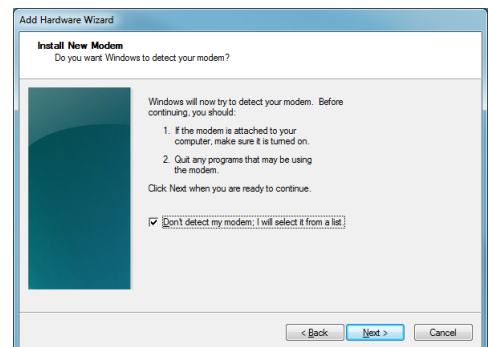 Add Hardware Wizard
Install New Modem
Do you want Windows to detect your modem?
Windows will now try to detect your modem. Before
continuing, you should:
1. If the modem is attached to your
computer, make sure it is turned on.
2. Quit any programs that may be using
the modem.
Click Next when you are ready to continue.
Don't detect my modem; I will select it from a list.
< Back Next > Cancel